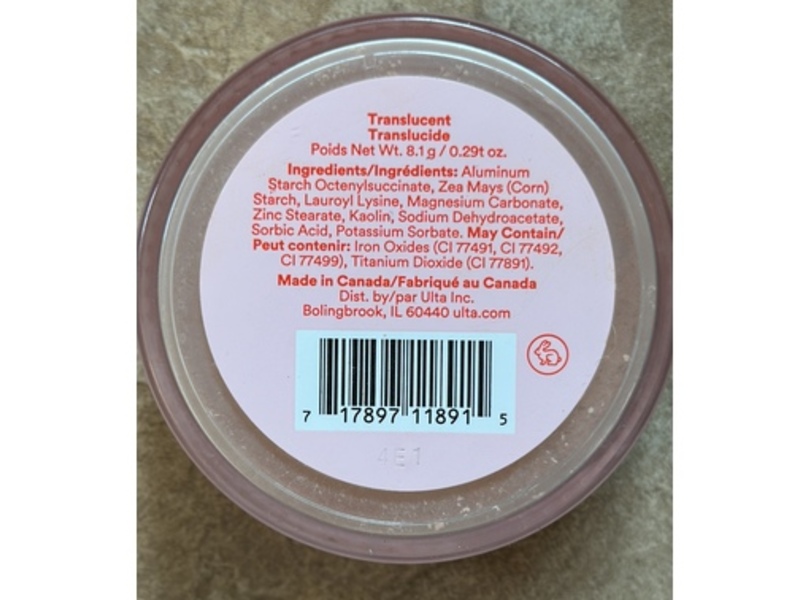 Translucent
Translucide
Poids Net Wt. 8.1 g / 0.29t oz.
Ingredients/Ingrédients: Aluminum
Starch Octenylsuccinate, Zea Mays (Corn)
Starch, Lauroyl Lysine, Magnesium Carbonate,
Zinc Stearate, Kaolin, Sodium Dehydroacetate,
Sorbic Acid, Potassium Sorbate. May Contain/
Peut contenir: Iron Oxides (CI 77491, CI 77492,
CI 77499), Titanium Dioxide (CI 77891).
Made in Canada/Fabriqué au Canada
Dist. by/par Ulta Inc.
Bolingbrook, IL 60440 ulta.com
7 17897 11891 5
4E1